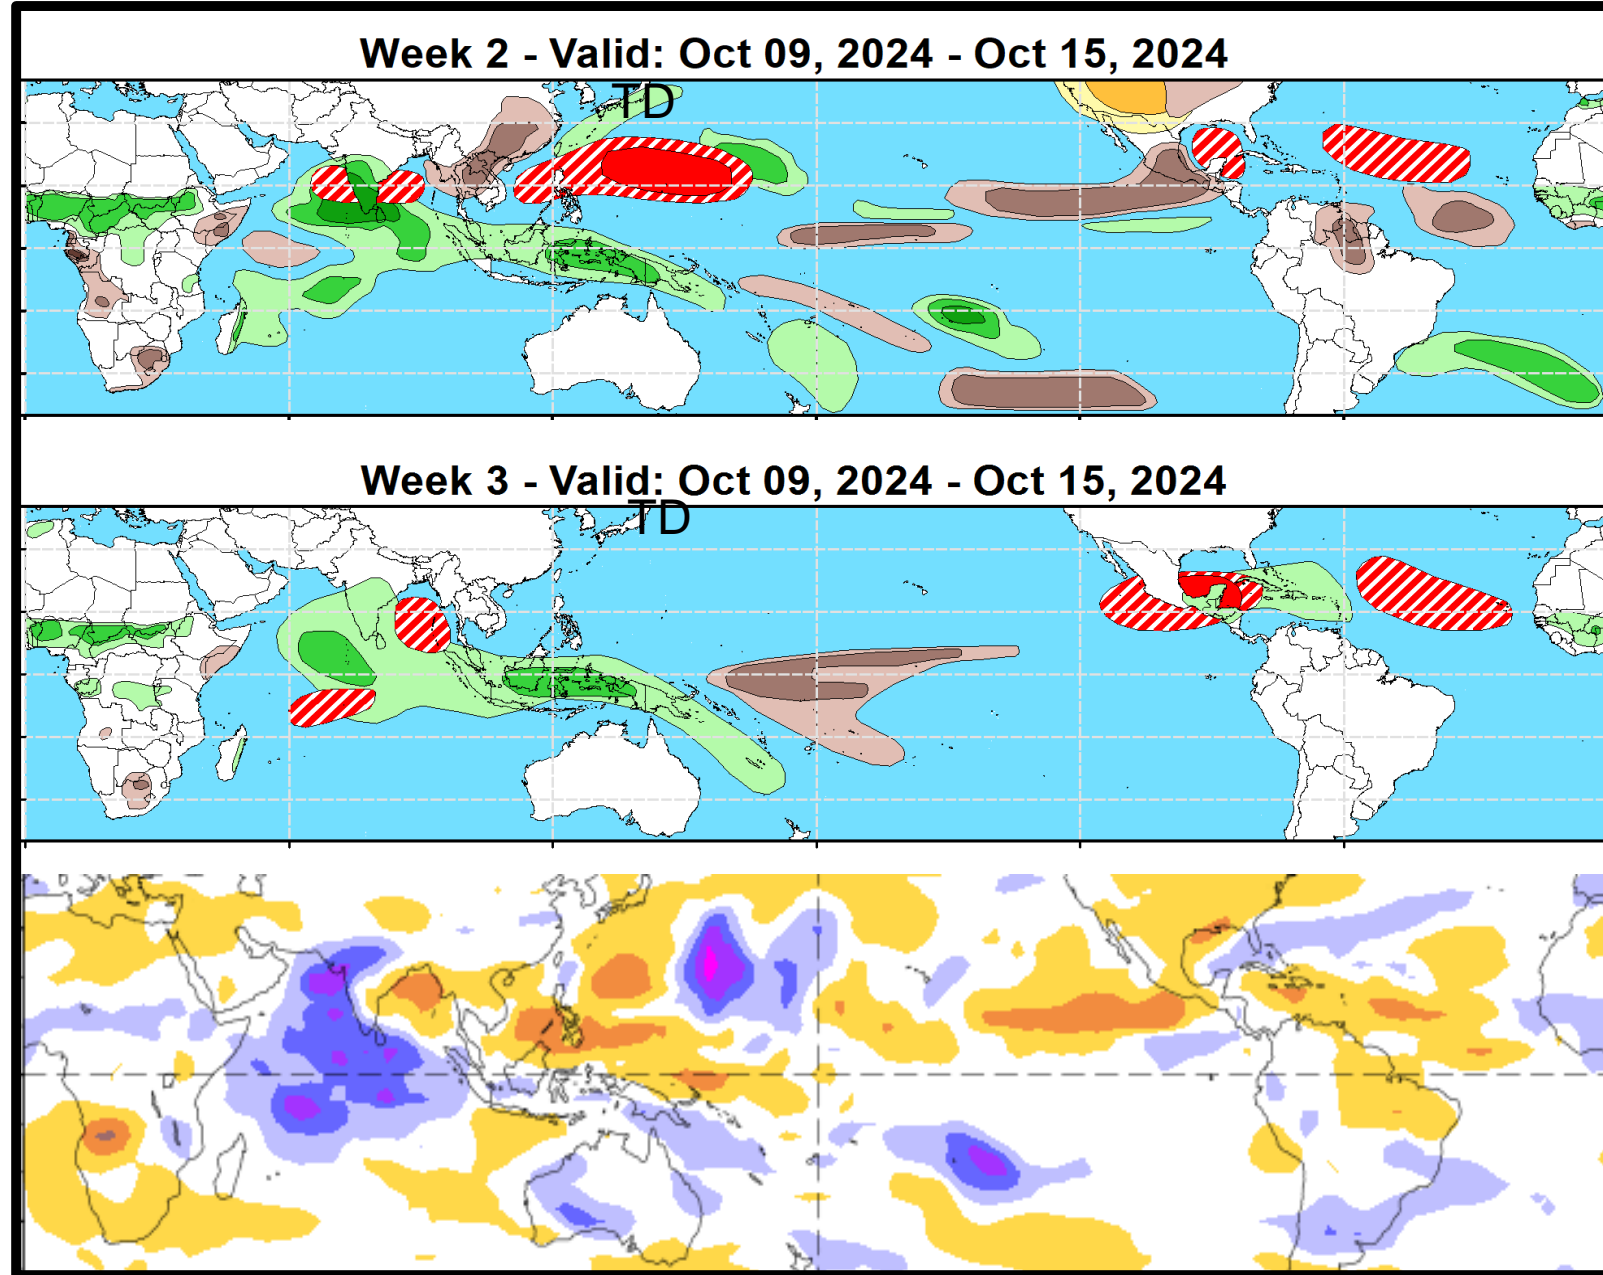 Week 2 - Valid: Oct 09, 2024 - Oct 15, 2024
TD
Week 3 - Valid: Oct 09, 2024 - Oct 15, 2024
TD